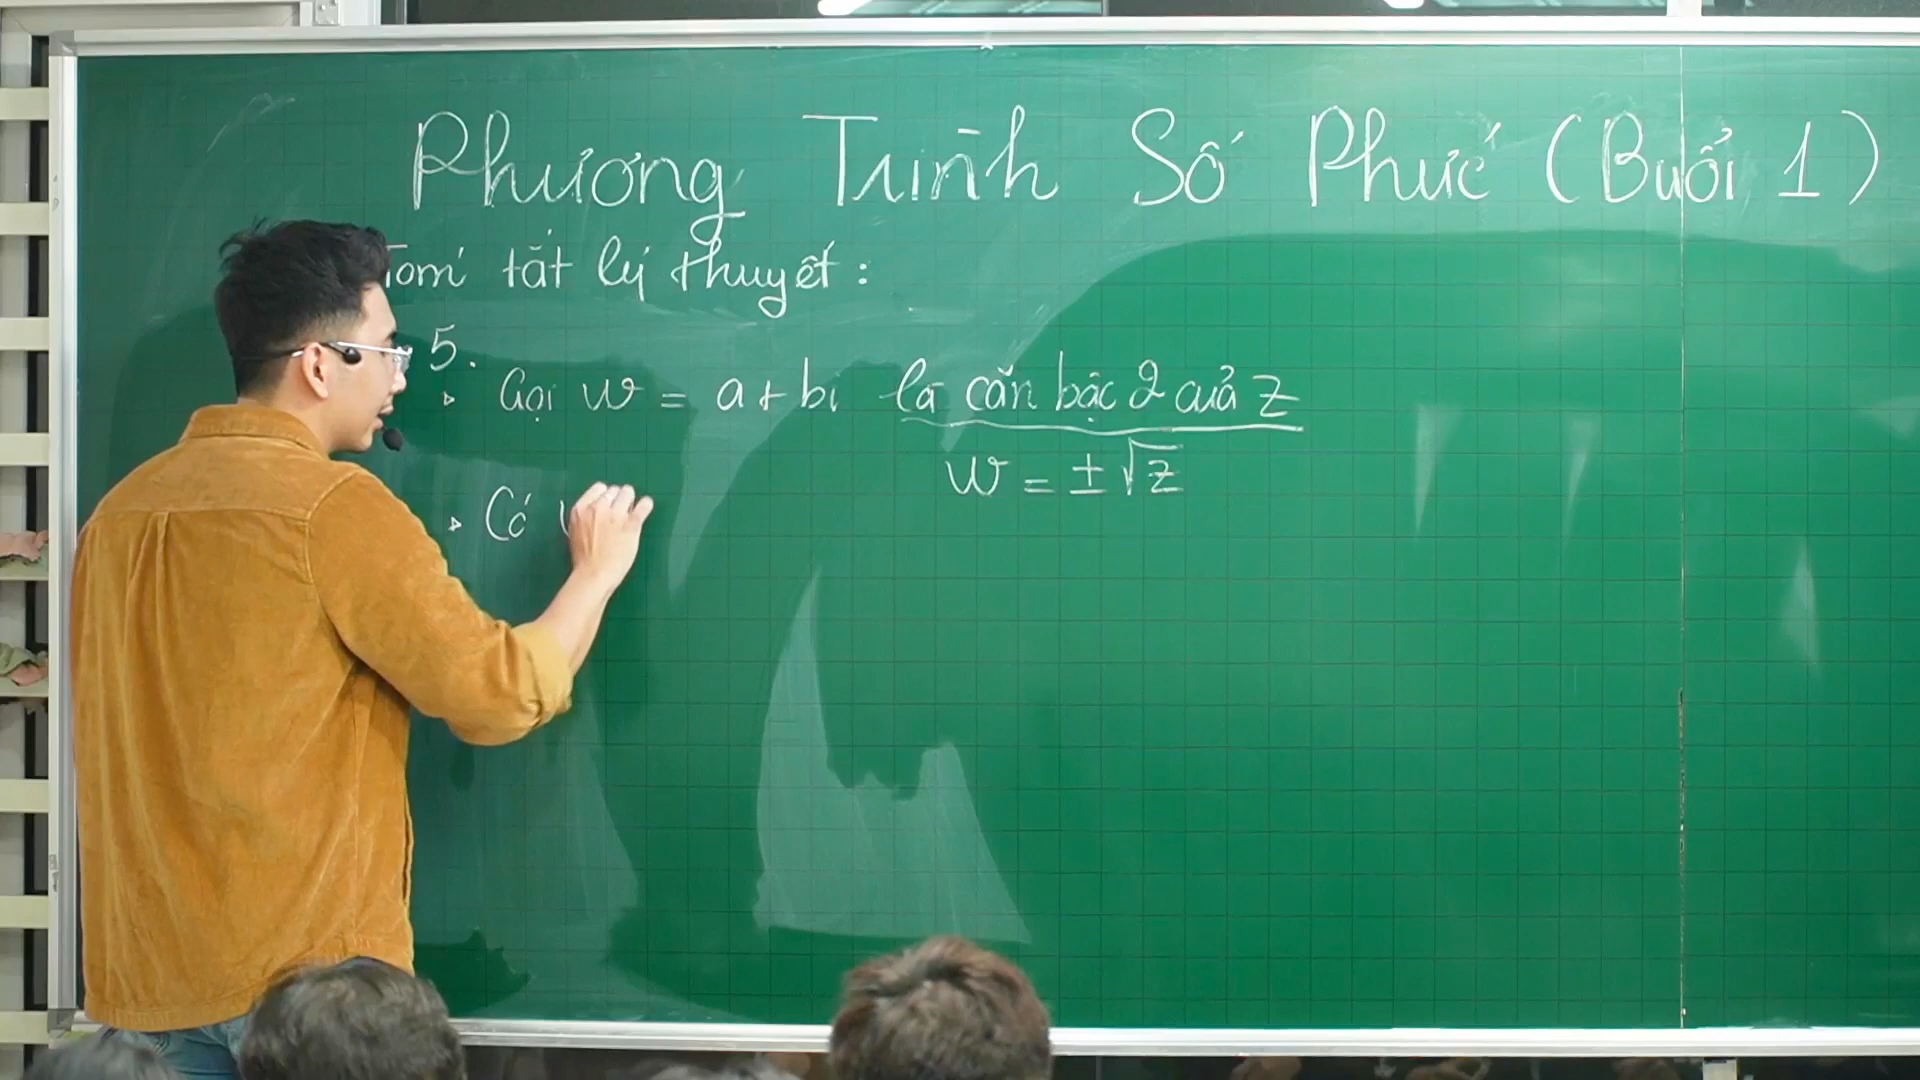 Phương Trình Số Phức (Buổi 1)
Tóm tắt lý thuyết :
5.
▹ Gọi w = a + bi là căn bậc 2 của z
w = ± √z
▹ Có